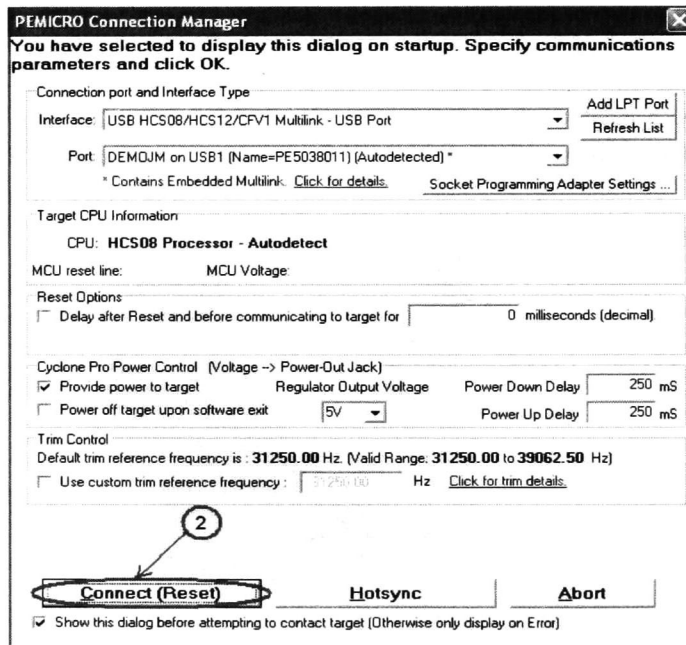 PEMICRO Connection Manager
You have selected to display this dialog on startup. Specify communications
parameters and click OK.
Connection port and Interface Type
Add LPT Port
Interface: USB HCS08/HCS12/CFV1 Multilink - USB Port
Refresh List
Port: DEMOJM on USB1 (Name=PE5038011) (Autodetected) *
* Contains Embedded Multilink. Click for details.
Socket Programming Adapter Settings ...
Target CPU Information
CPU: HCS08 Processor - Autodetect
MCU reset line: MCU Voltage:
Reset Options
Delay after Reset and before communicating to target for 0 milliseconds (decimal)
Cyclone Pro Power Control (Voltage --> Power-Out Jack)
Provide power to target Regulator Output Voltage Power Down Delay 250 mS
Power off target upon software exit 5V Power Up Delay 250 mS
Trim Control
Default trim reference frequency is : 31250.00 Hz. (Valid Range: 31250.00 to 39062.50 Hz)
Use custom trim reference frequency : 31250.00 Hz Click for trim details.
2
Connect (Reset) Hotsync Abort
Show this dialog before attempting to contact target (Otherwise only display on Error)